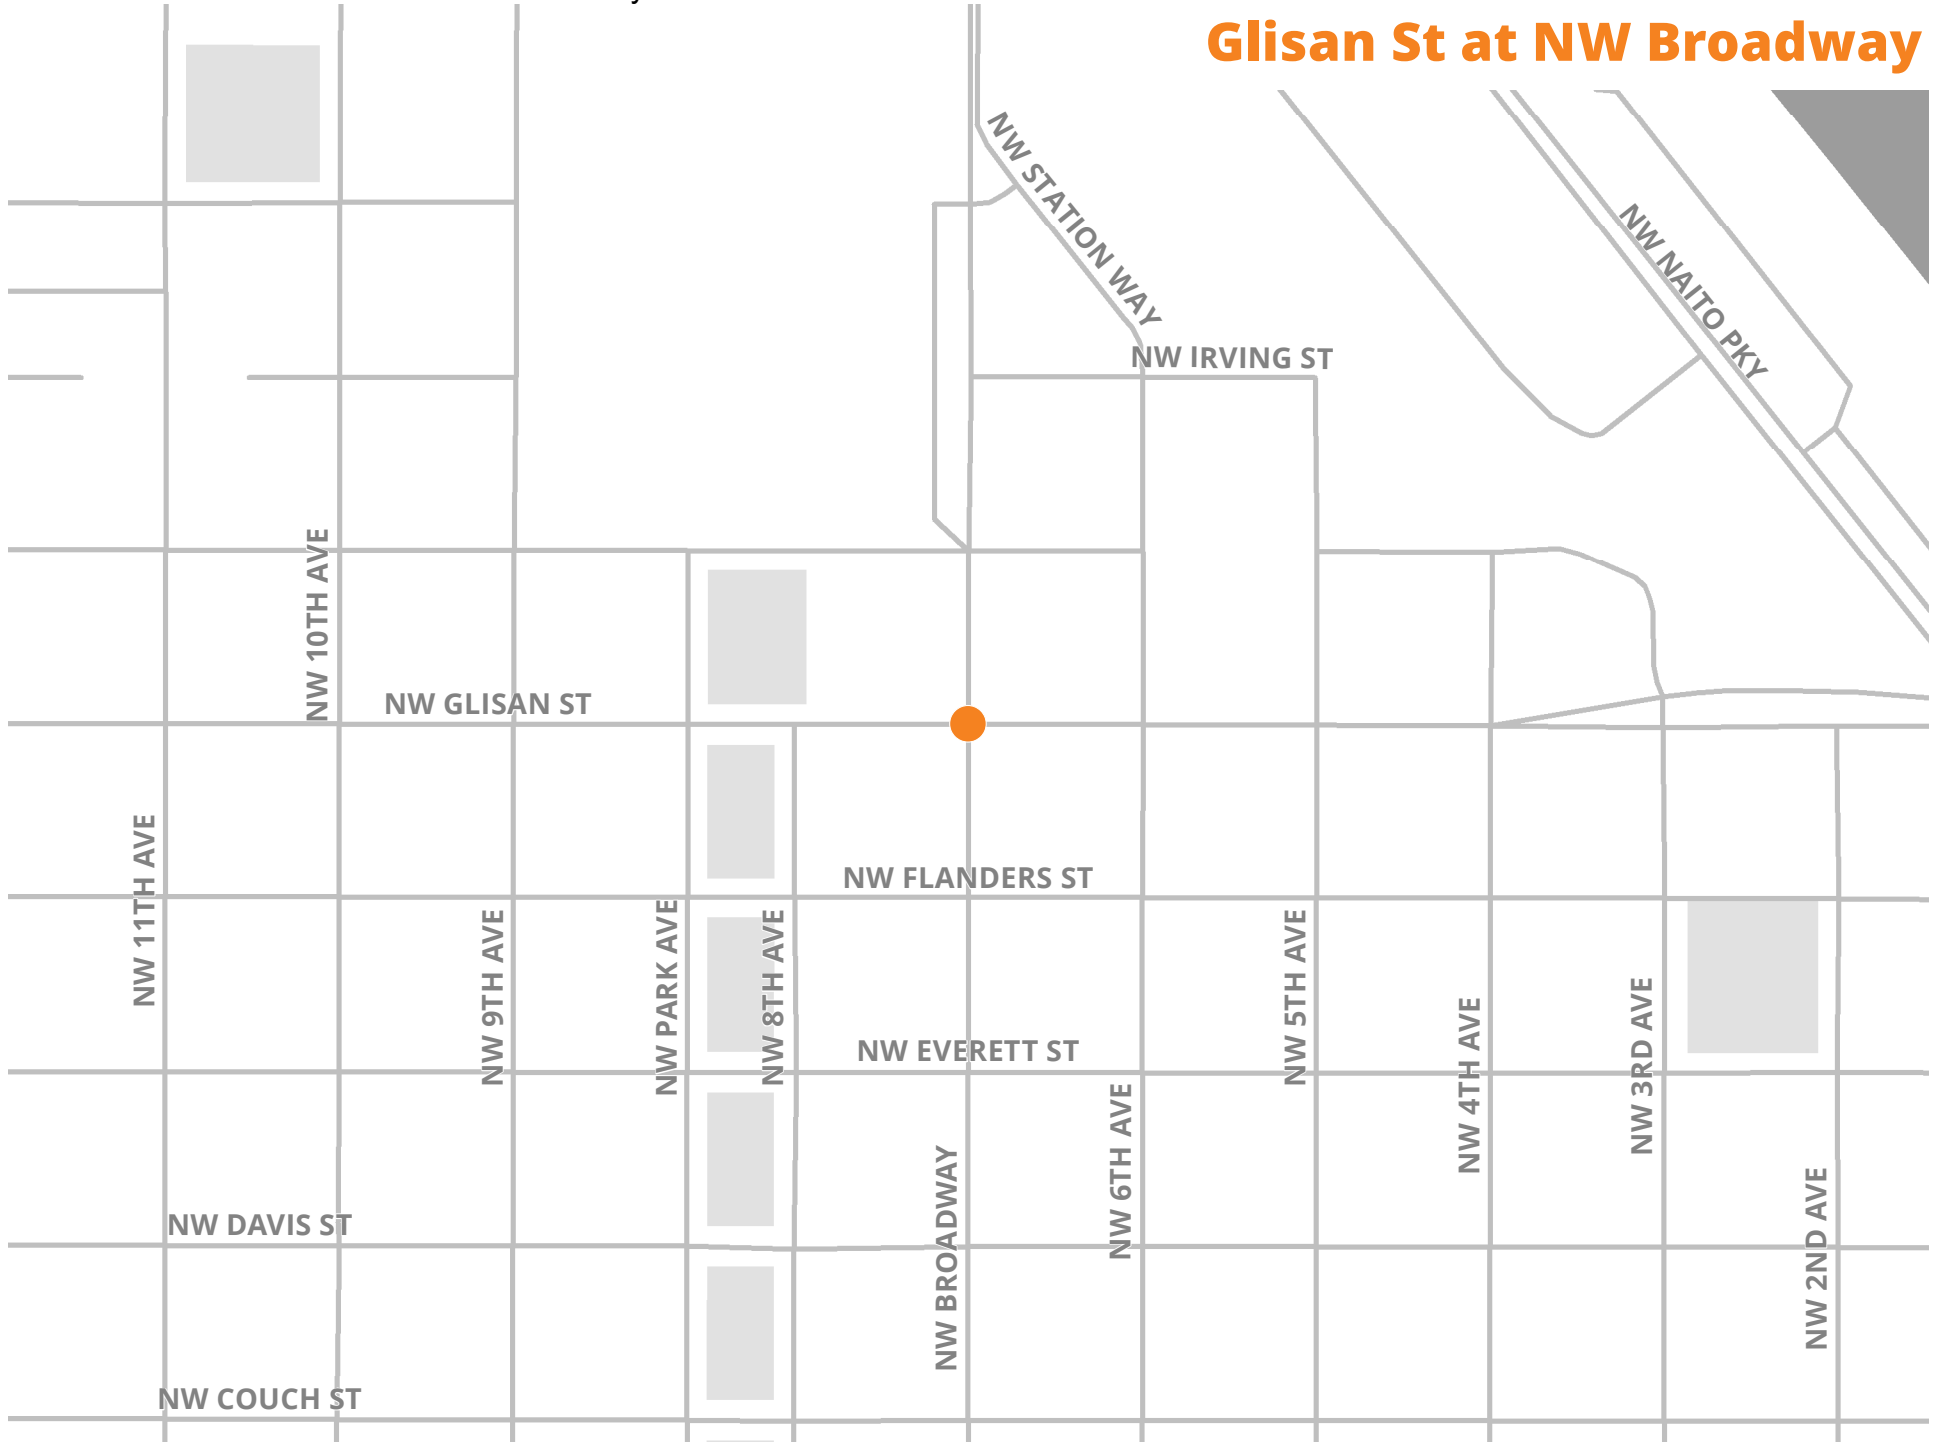 Glisan St at NW Broadway
NW STATION WAY
NW NAITO PKY
NW IRVING ST
NW 10TH AVE
NW GLISAN ST
NW 11TH AVE
NW FLANDERS ST
NW 9TH AVE
NW PARK AVE
NW 8TH AVE
NW 5TH AVE
NW 4TH AVE
NW 3RD AVE
NW EVERETT ST
NW 6TH AVE
NW BROADWAY
NW 2ND AVE
NW DAVIS ST
NW COUCH ST